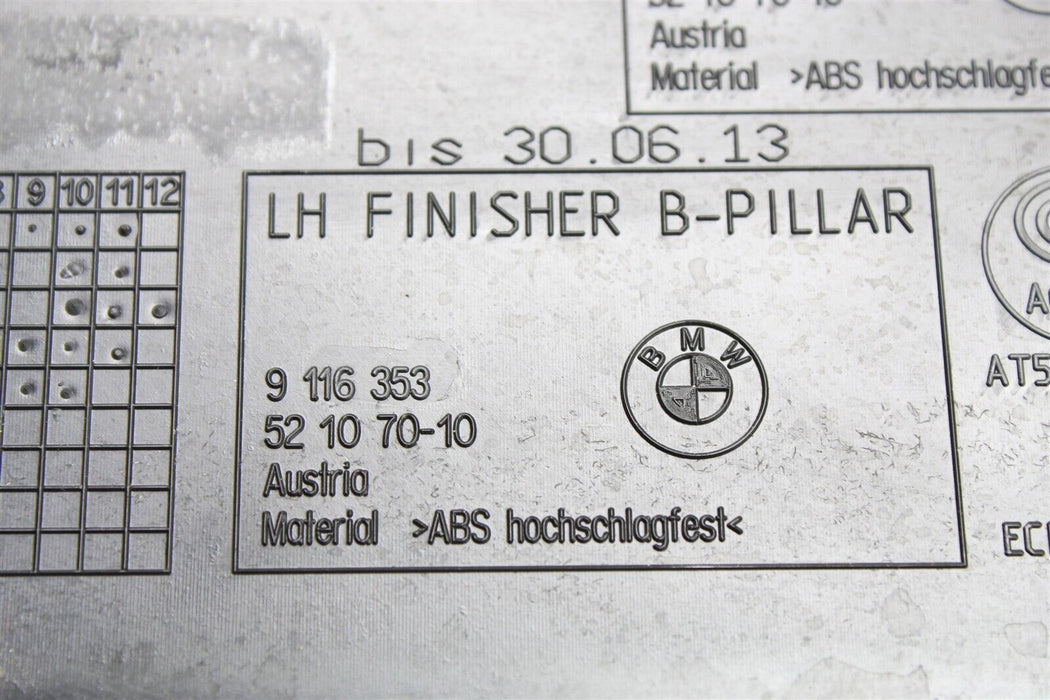 Austria
Material >ABS hochschlagfe
bis 30.06.13
9 10 11 12
LH FINISHER B-PILLAR
BMW
9 116 353
52 10 70-10
Austria
Material >ABS hochschlagfest<
AT5
EC